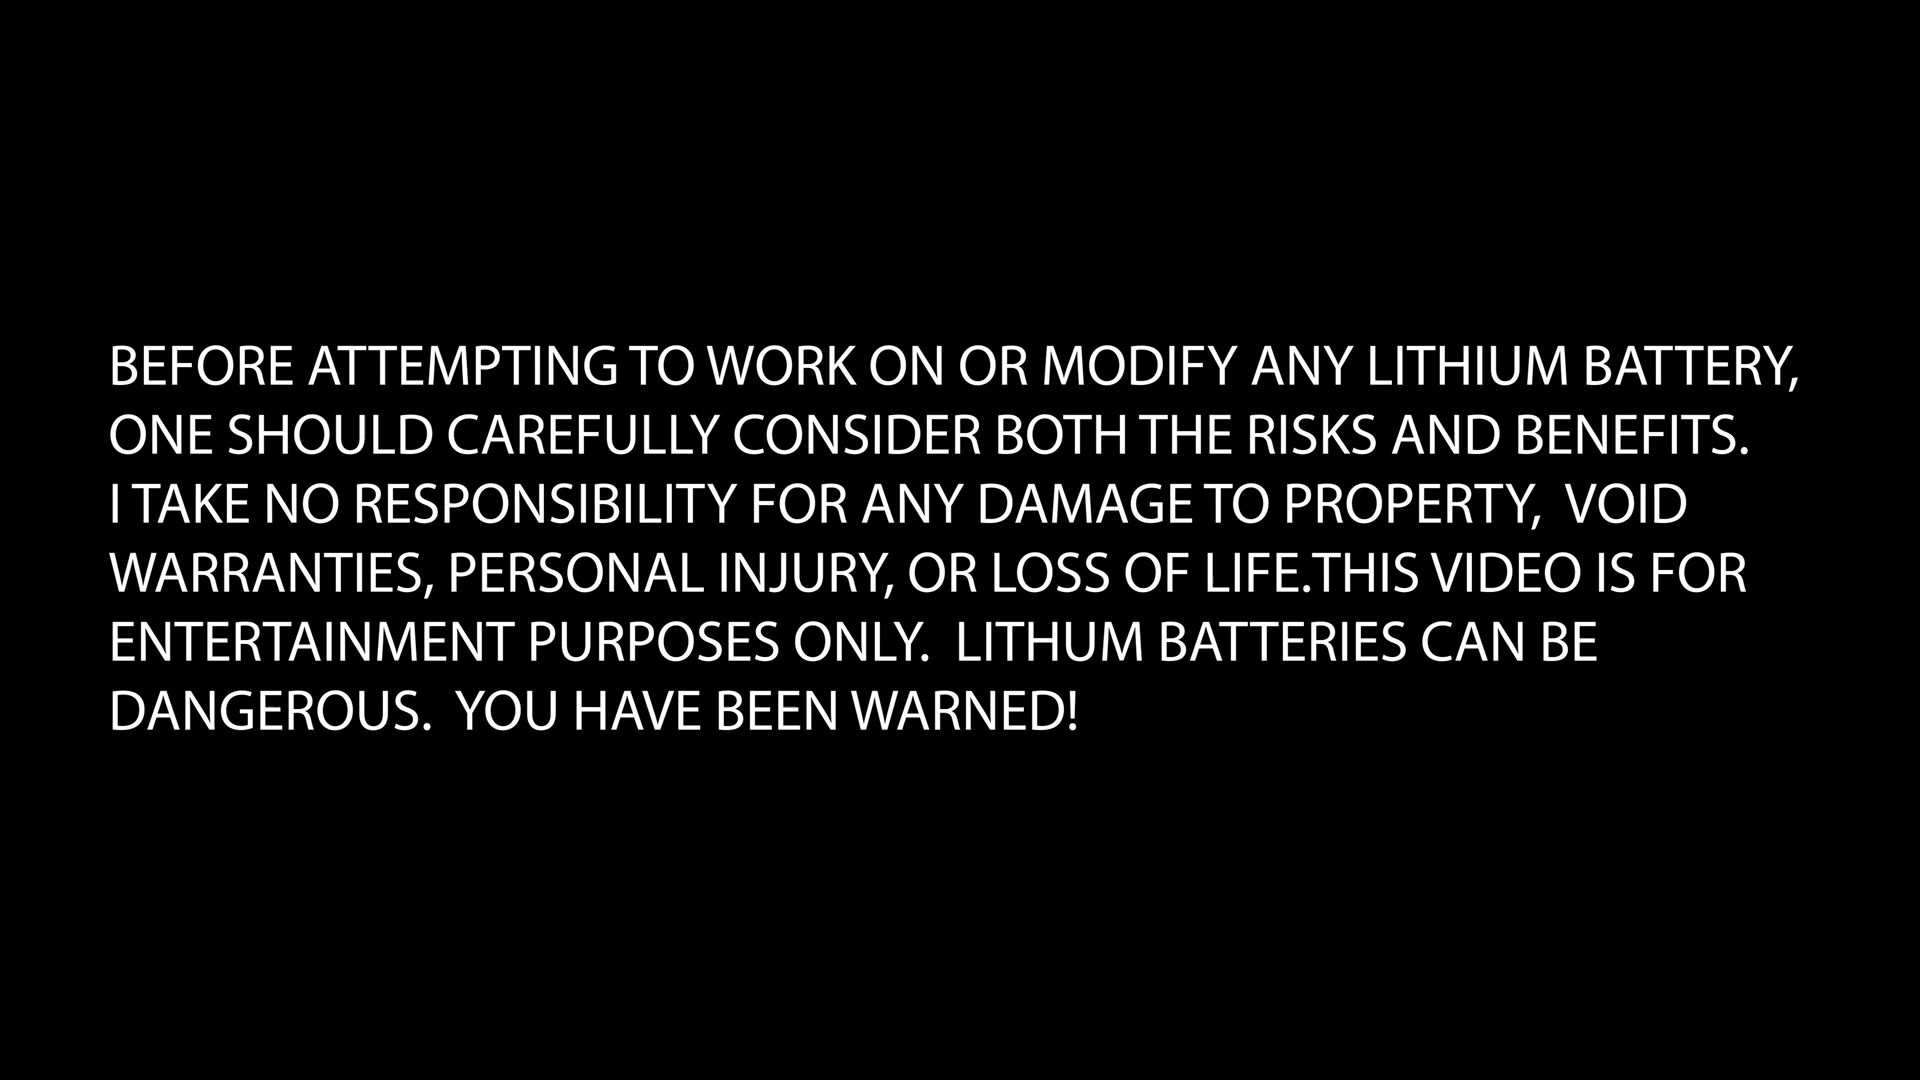 BEFORE ATTEMPTING TO WORK ON OR MODIFY ANY LITHIUM BATTERY,
ONE SHOULD CAREFULLY CONSIDER BOTH THE RISKS AND BENEFITS.
I TAKE NO RESPONSIBILITY FOR ANY DAMAGE TO PROPERTY,  VOID
WARRANTIES, PERSONAL INJURY, OR LOSS OF LIFE.THIS VIDEO IS FOR
ENTERTAINMENT PURPOSES ONLY.  LITHUM BATTERIES CAN BE
DANGEROUS.  YOU HAVE BEEN WARNED!